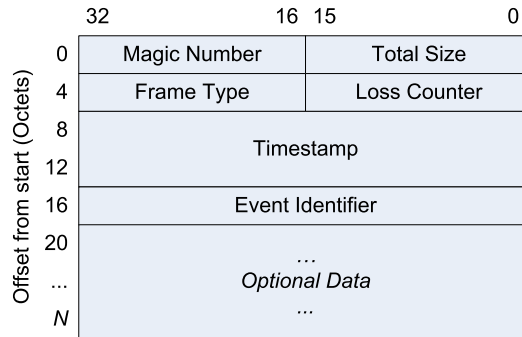 32 16 15 0
0 Magic Number Total Size
4 Frame Type Loss Counter
8
Timestamp
12
16 Event Identifier
20
...
... Optional Data
N ...
Offset from start (Octets)